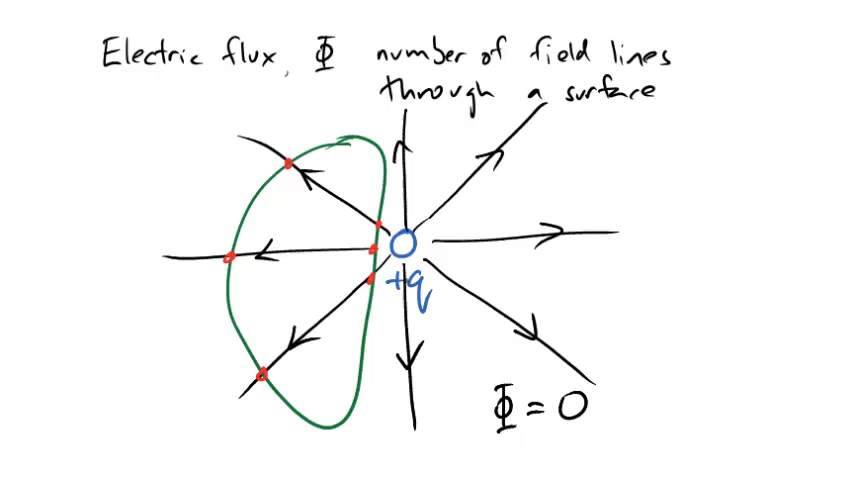 Electric flux, Φ number of field lines
through a surface
+q
Φ = 0